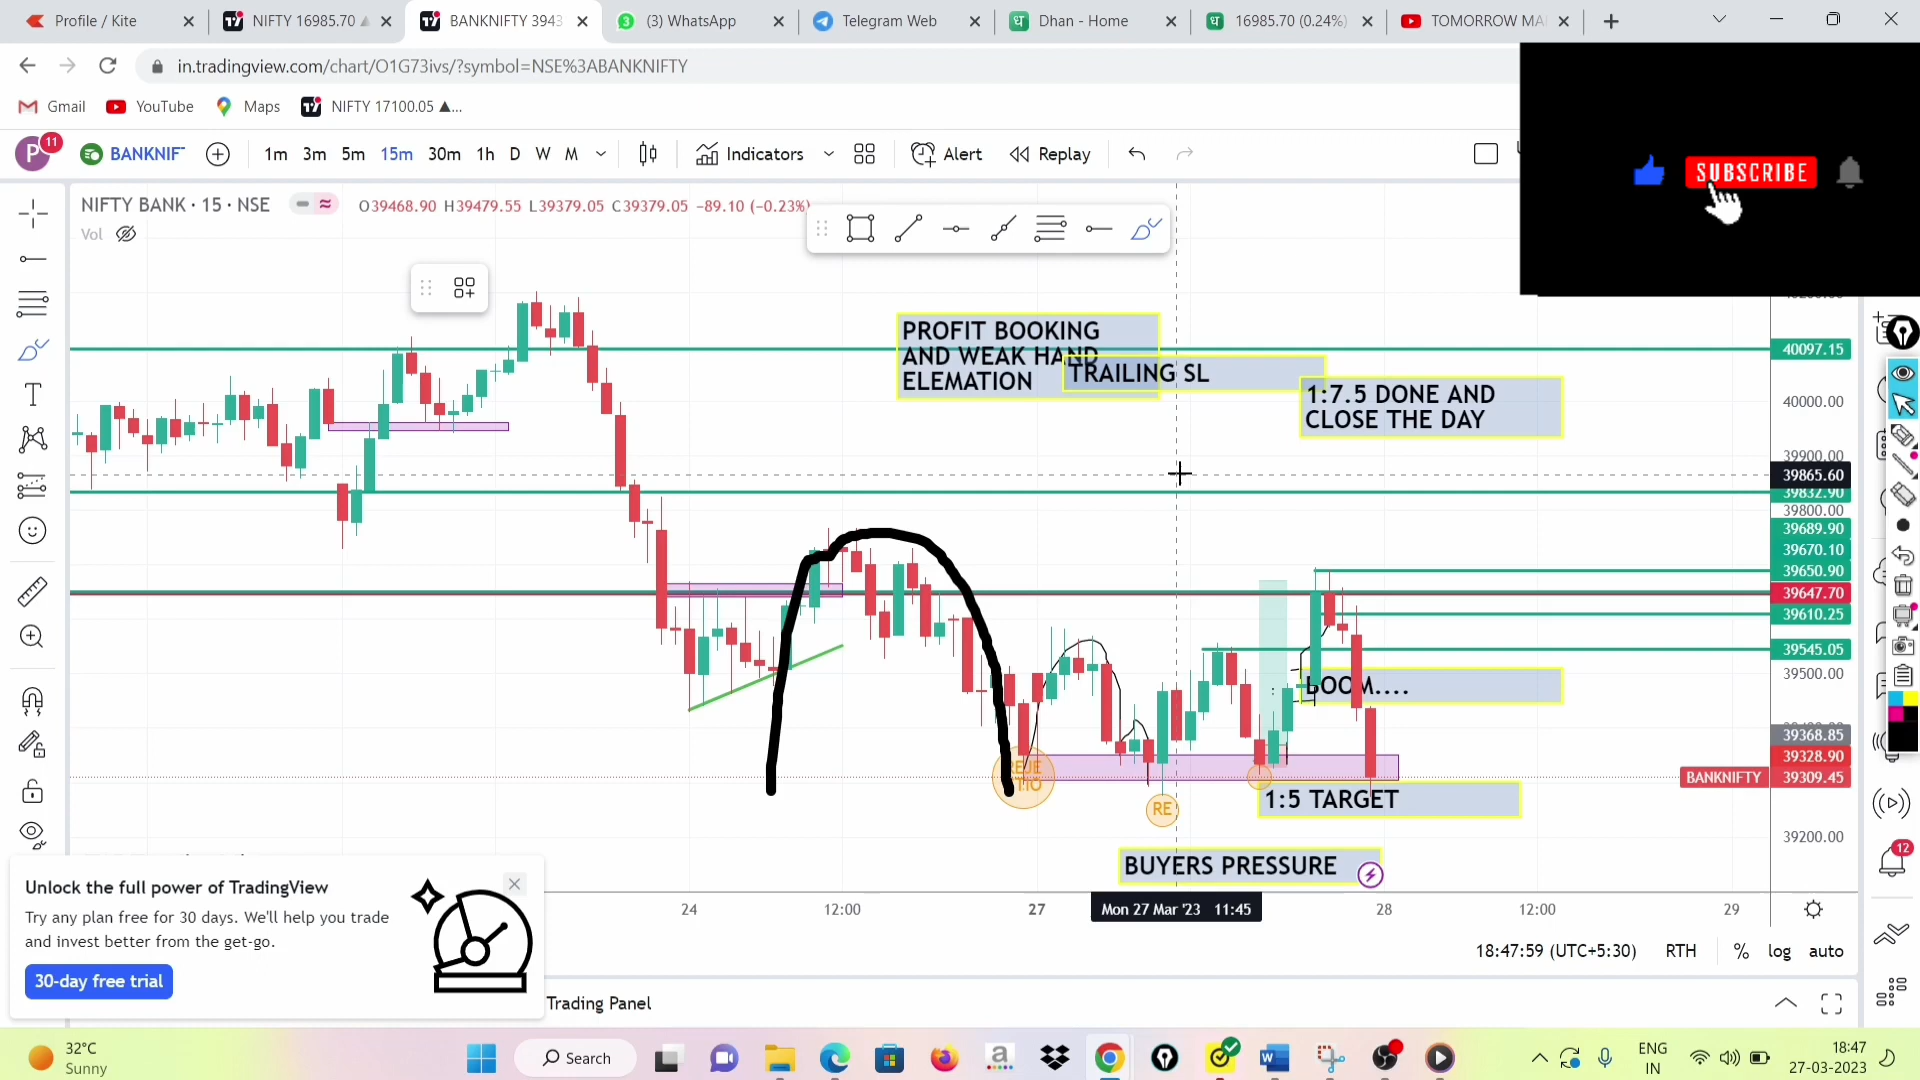 Profile / Kite
NIFTY 16985.70
BANKNIFTY 3943
(3) WhatsApp
Telegram Web
Dhan - Home
16985.70 (0.24%)
TOMORROW MA
in.tradingview.com/chart/O1G73ivs/?symbol=NSE%3ABANKNIFTY
Gmail
YouTube
Maps
NIFTY 17100.05 ▲...
P
11
BANKNIF
1m 3m 5m 15m 30m 1h D W M
Indicators
Alert
Replay
SUBSCRIBE
NIFTY BANK · 15 · NSE
O39468.90 H39479.55 L39379.05 C39379.05 −89.10 (−0.23%)
Vol
PROFIT BOOKING
AND WEAK HAND
ELEMATION
TRAILING SL
1:7.5 DONE AND
CLOSE THE DAY
40097.15
40000.00
39900.00
39865.60
39832.90
39800.00
39689.90
39670.10
39650.90
39647.70
39610.25
39545.05
39500.00
BOOM....
39368.85
39328.90
BANKNIFTY 39309.45
RE
1:5 TARGET
39200.00
BUYERS PRESSURE
12
24
12:00
27
Mon 27 Mar '23 11:45
28
12:00
29
Unlock the full power of TradingView
Try any plan free for 30 days. We'll help you trade
and invest better from the get-go.
30-day free trial
18:47:59 (UTC+5:30)
RTH
%
log
auto
Trading Panel
32°C
Sunny
Search
ENG
IN
18:47
27-03-2023